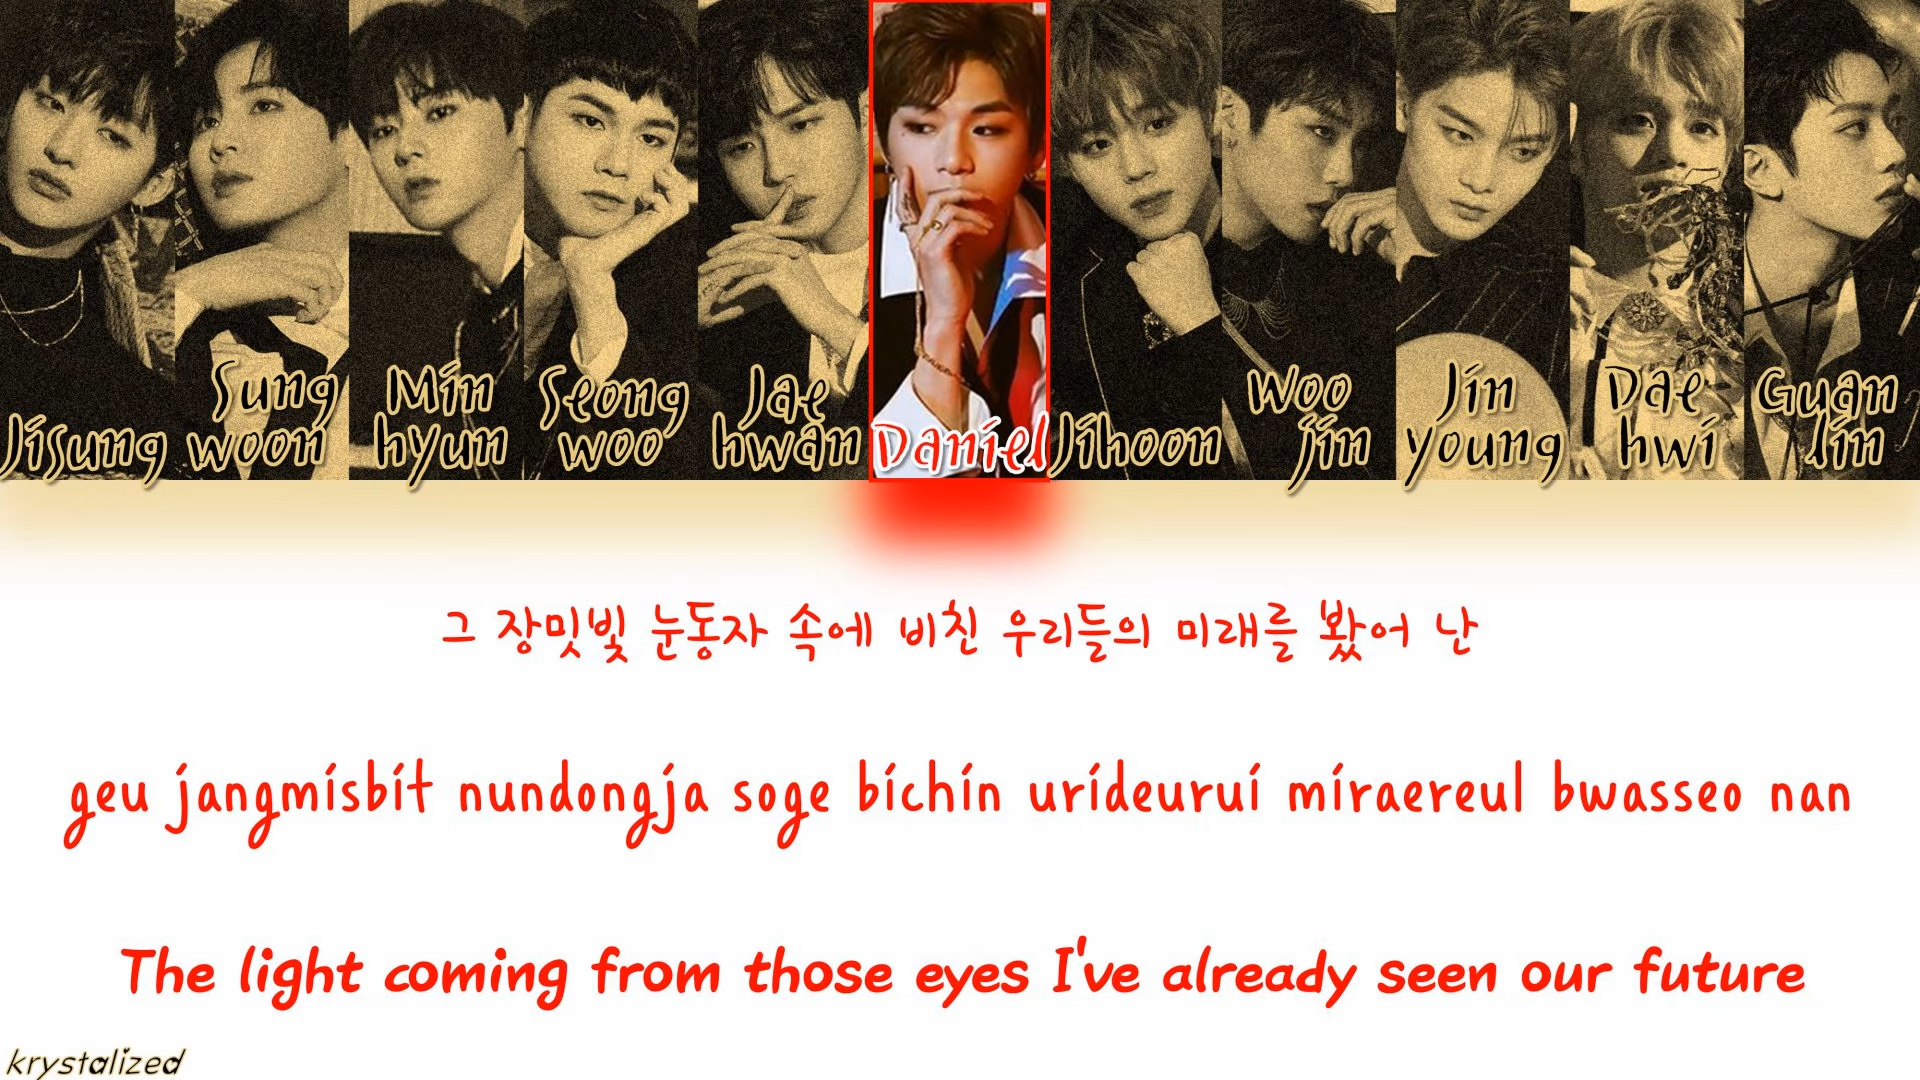 Jisung
Sung
woon
Min
hyun
Seong
woo
Jae
hwan
Daniel
Jihoon
Woo
jin
Jin
young
Dae
hwi
Guan
lin
그 장밋빛 눈동자 속에 비친 우리들의 미래를 봤어 난
geu jangmisbit nundongja soge bichin urideurui miraereul bwasseo nan
The light coming from those eyes I've already seen our future
krystalized